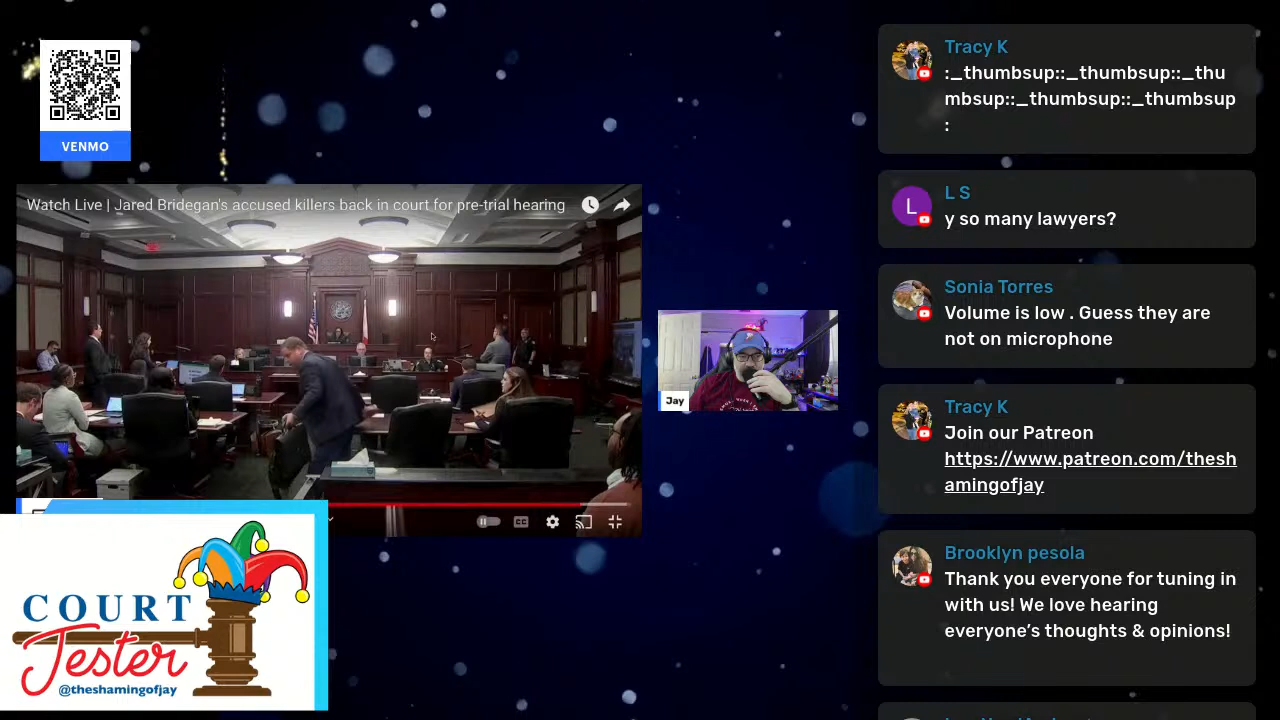 VENMO
Watch Live | Jared Bridegan's accused killers back in court for pre-trial hearing
Jay
COURT
Jester
@theshamingofjay
Tracy K
:_thumbsup::_thumbsup::_thu
mbsup::_thumbsup::_thumbsup
:
L
L S
y so many lawyers?
Sonia Torres
Volume is low . Guess they are
not on microphone
Tracy K
Join our Patreon
https://www.patreon.com/thesh
amingofjay
Brooklyn pesola
Thank you everyone for tuning in
with us! We love hearing
everyone’s thoughts & opinions!